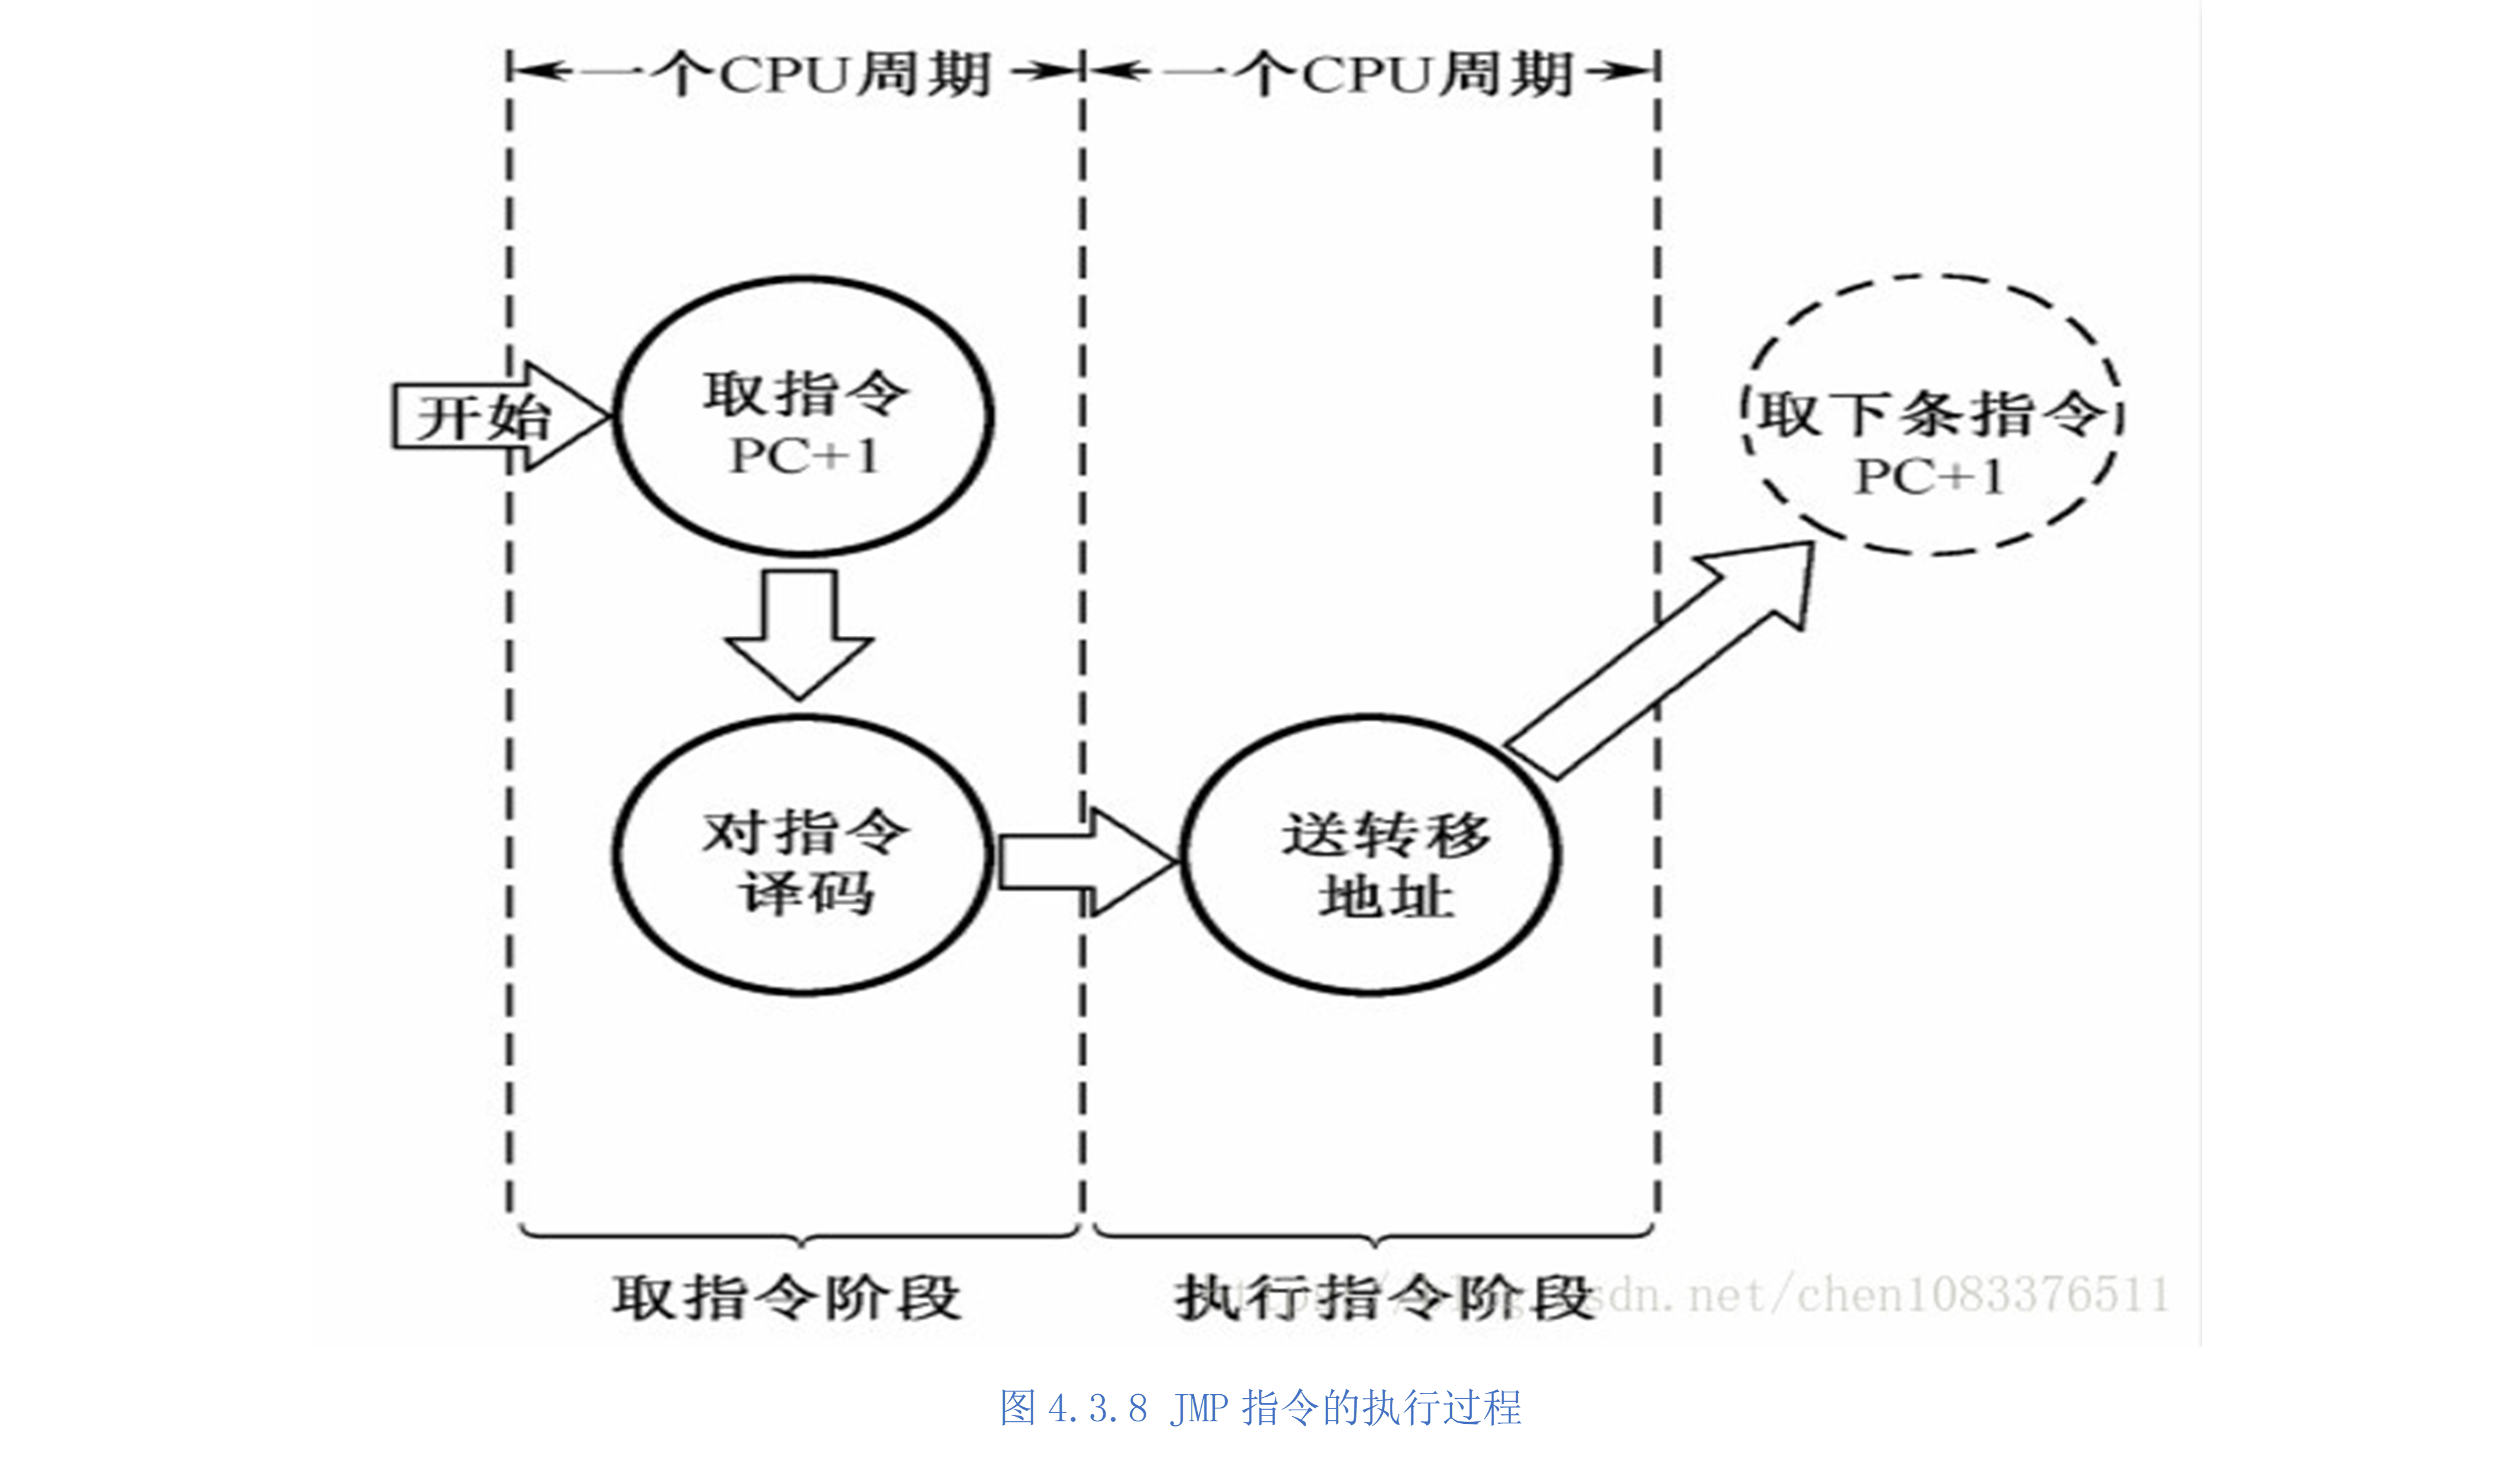 一个CPU周期
一个CPU周期
开始
取指令
PC+1
取下条指令
PC+1
对指令
译码
送转移
地址
取指令阶段
执行指令阶段
sdn.net/chen1083376511
图 4.3.8 JMP 指令的执行过程